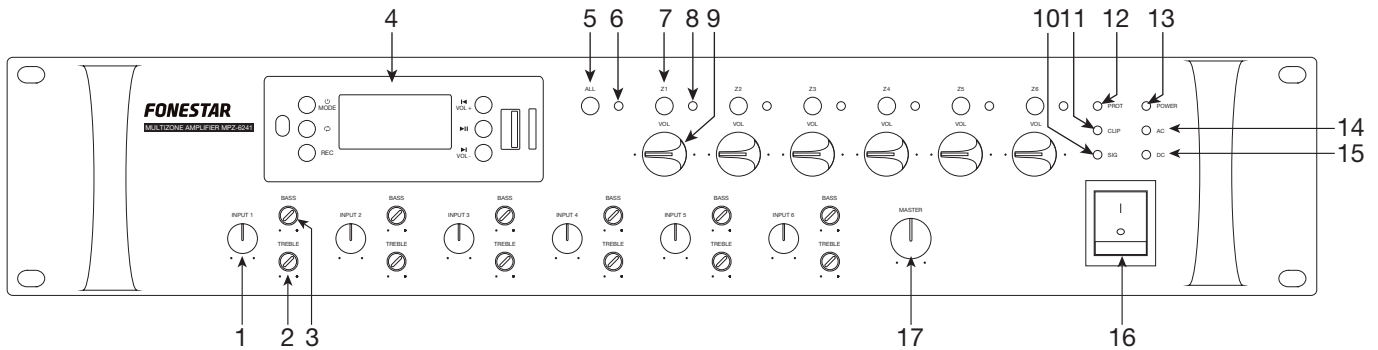 4 5 6 7 8 9 10 11 12 13
FONESTAR
MULTIZONE AMPLIFIER MPZ-6241
MODE
REC
VOL +
VOL -
ALL Z1 Z2 Z3 Z4 Z5 Z6
VOL VOL VOL VOL VOL VOL
PROT POWER
CLIP AC 14
SIG DC 15
BASS BASS BASS BASS BASS BASS
INPUT 1 INPUT 2 INPUT 3 INPUT 4 INPUT 5 INPUT 6
MASTER
TREBLE TREBLE TREBLE TREBLE TREBLE TREBLE
1 2 3 17 16